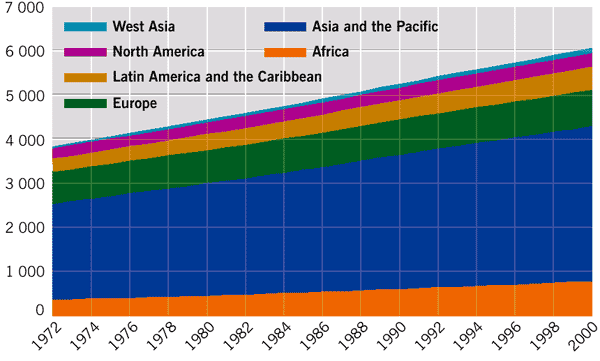 7 000
6 000
5 000
4 000
3 000
2 000
1 000
0
West Asia
Asia and the Pacific
North America
Africa
Latin America and the Caribbean
Europe
1972 1974 1976 1978 1980 1982 1984 1986 1988 1990 1992 1994 1996 1998 2000